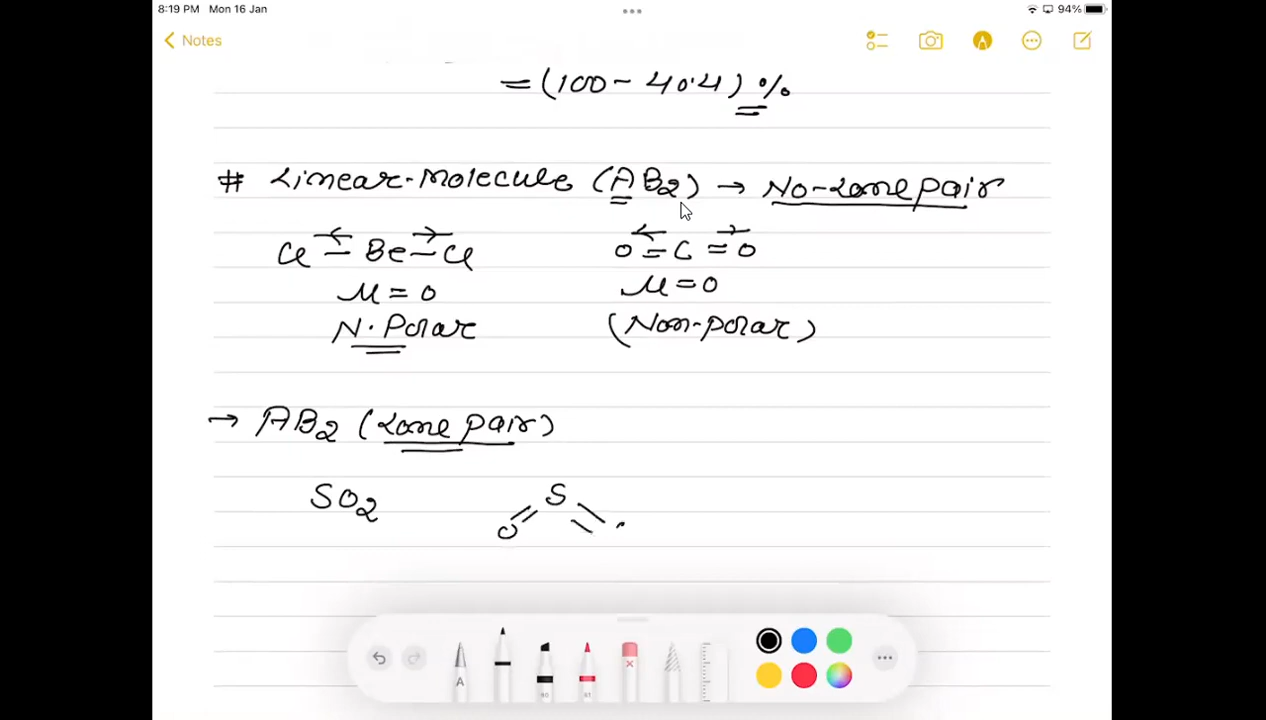 8:19 PM Mon 16 Jan
94%
Notes
= (100 - 40.4) %
# Linear-Molecule (AB2) → No-Lone pair
Cl - Be - Cl
O = C = O
μ = 0
μ = 0
N. Polar
(Non-polar)
→ AB2 (Lone pair)
SO2
S
O
A
80